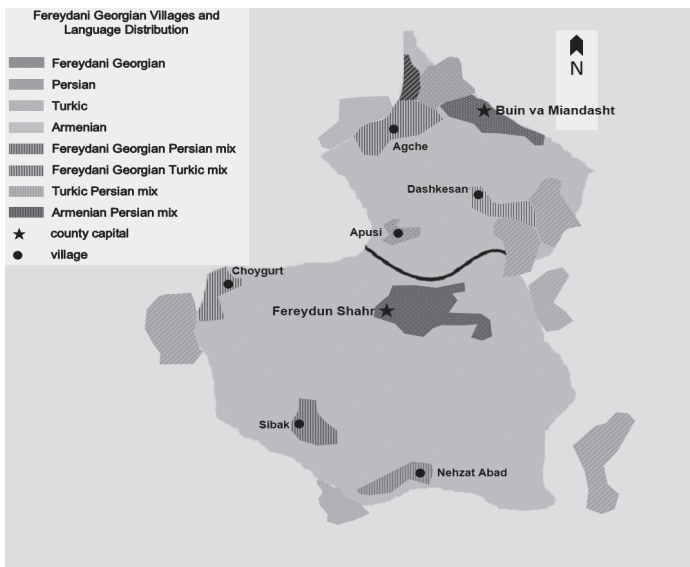 Fereydani Georgian Villages and
Language Distribution
Fereydani Georgian
Persian
Turkic
Armenian
Fereydani Georgian Persian mix
Fereydani Georgian Turkic mix
Turkic Persian mix
Armenian Persian mix
county capital
village
N
Buin va Miandasht
Agche
Dashkesan
Apusi
Choygurt
Fereydun Shahr
Sibak
Nehzat Abad